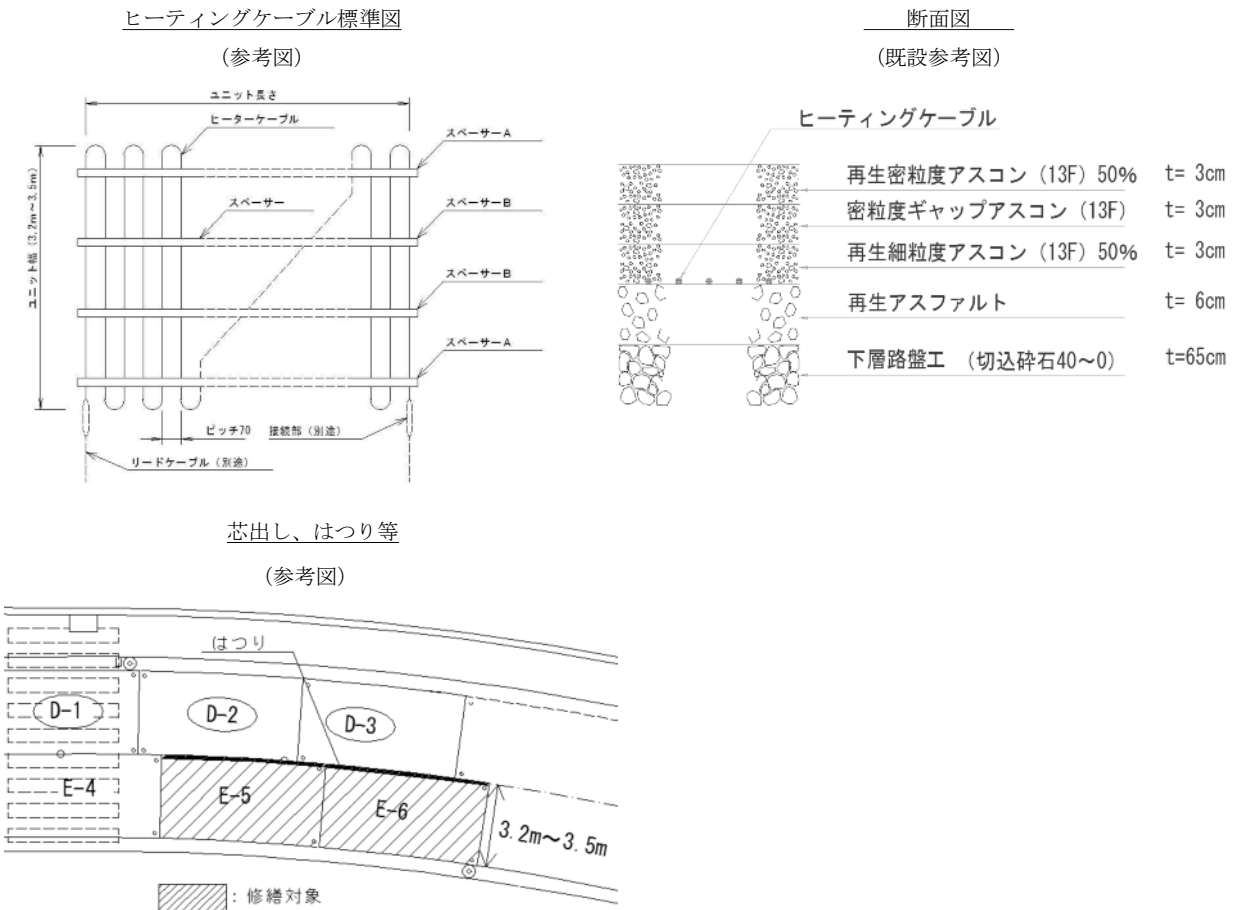 ヒーティングケーブル標準図
(参考図)
ユニット長さ
ヒーターケーブル
スペーサーA
スペーサー
スペーサーB
スペーサーB
スペーサーA
ユニット幅 (3.2m~3.5m)
ピッチ70
接続部 (別途)
リードケーブル (別途)
断面図
(既設参考図)
ヒーティングケーブル
再生密粒度アスコン (13F) 50% t= 3cm
密粒度ギャップアスコン (13F) t= 3cm
再生細粒度アスコン (13F) 50% t= 3cm
再生アスファルト t= 6cm
下層路盤工 (切込砕石40~0) t=65cm
芯出し、はつり等
(参考図)
はつり
D-1
D-2
D-3
E-4
E-5
E-6
3.2m~3.5m
: 修繕対象